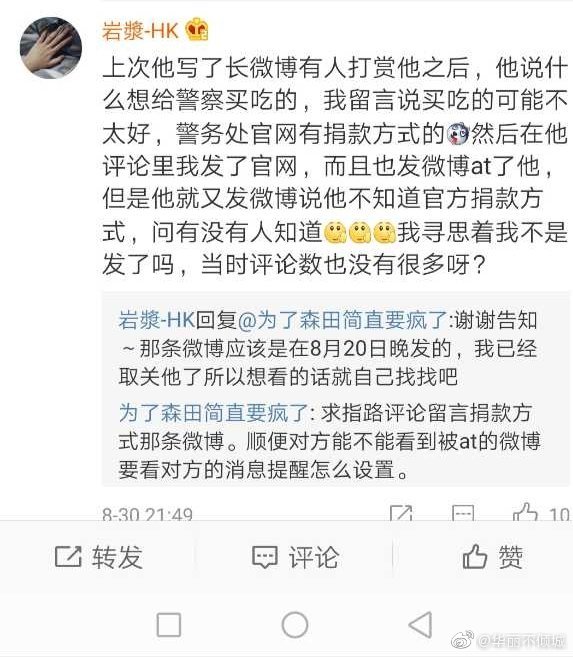 岩漿-HK
上次他写了长微博有人打赏他之后，他说什
么想给警察买吃的，我留言说买吃的可能不
太好，警务处官网有捐款方式的然后在他
评论里我发了官网，而且也发微博at了他，
但是他就又发微博说他不知道官方捐款方
式，问有没有人知道我寻思着我不是
发了吗，当时评论数也没有很多呀？
岩漿-HK回复@为了森田简直要疯了:谢谢告知
～那条微博应该是在8月20日晚发的，我已经
取关他了所以想看的话就自己找找吧
为了森田简直要疯了: 求指路评论留言捐款方
式那条微博。顺便对方能不能看到被at的微博
要看对方的消息提醒怎么设置。
8-30 21:49 10
转发 评论 赞
@华丽不倾城